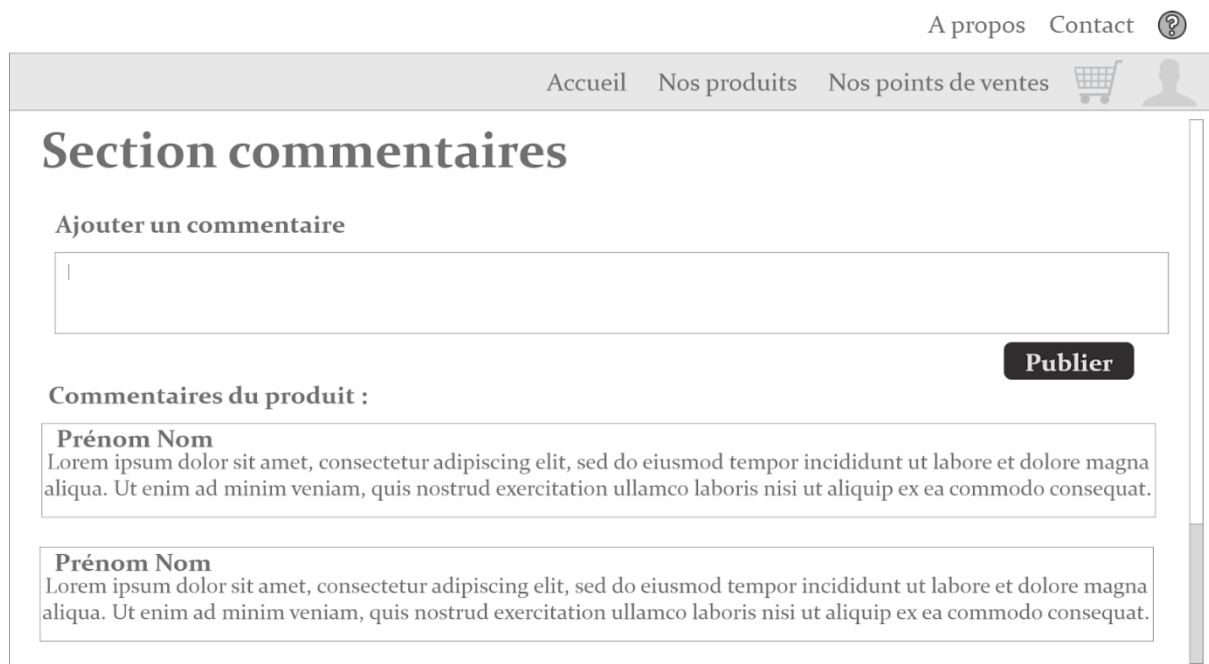 A propos Contact ?
Accueil Nos produits Nos points de ventes
Section commentaires
Ajouter un commentaire
Publier
Commentaires du produit :
Prénom Nom
Lorem ipsum dolor sit amet, consectetur adipiscing elit, sed do eiusmod tempor incididunt ut labore et dolore magna
aliqua. Ut enim ad minim veniam, quis nostrud exercitation ullamco laboris nisi ut aliquip ex ea commodo consequat.
Prénom Nom
Lorem ipsum dolor sit amet, consectetur adipiscing elit, sed do eiusmod tempor incididunt ut labore et dolore magna
aliqua. Ut enim ad minim veniam, quis nostrud exercitation ullamco laboris nisi ut aliquip ex ea commodo consequat.